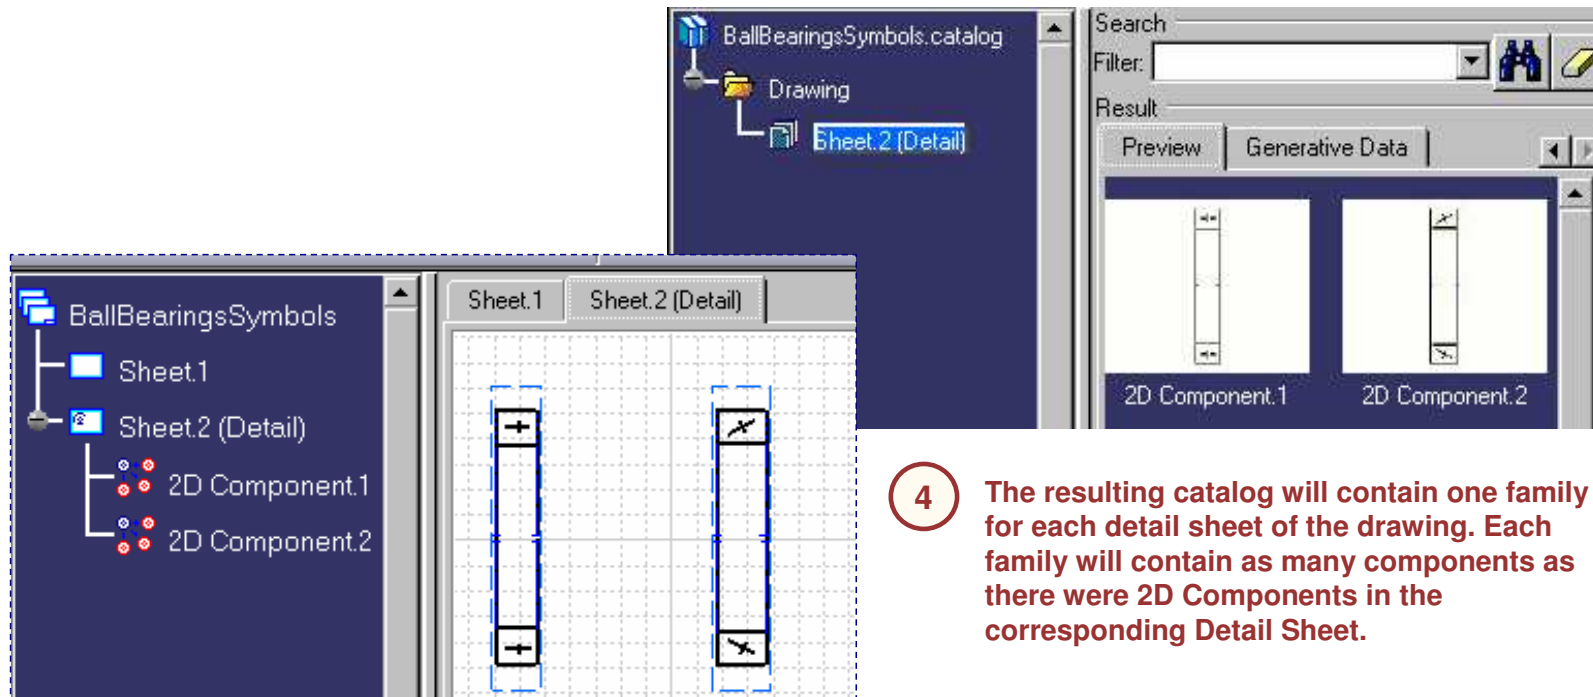 BallBearingsSymbols.catalog
Drawing
Sheet.2 (Detail)
Search
Filter:
Result
Preview
Generative Data
2D Component.1
2D Component.2
BallBearingsSymbols
Sheet.1
Sheet.2 (Detail)
2D Component.1
2D Component.2
Sheet.1
Sheet.2 (Detail)
4
The resulting catalog will contain one family
for each detail sheet of the drawing. Each
family will contain as many components as
there were 2D Components in the
corresponding Detail Sheet.